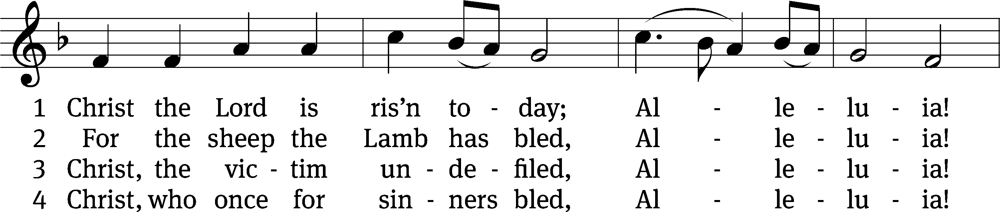 1 Christ the Lord is ris’n to - day; Al - le - lu - ia!
2 For the sheep the Lamb has bled, Al - le - lu - ia!
3 Christ, the vic - tim un - de - filed, Al - le - lu - ia!
4 Christ, who once for sin - ners bled, Al - le - lu - ia!